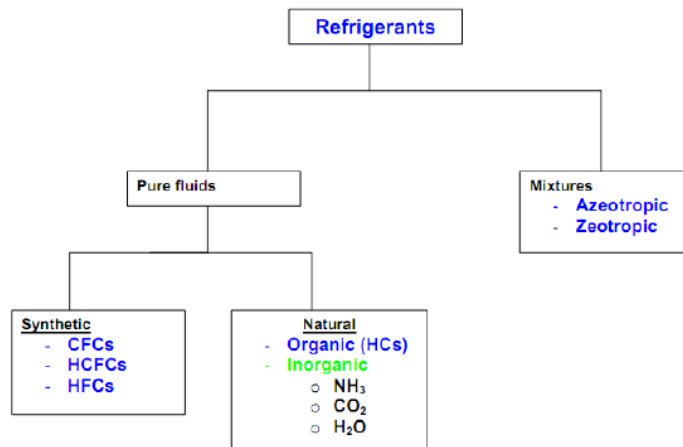 Refrigerants
Pure fluids
Mixtures
- Azeotropic
- Zeotropic
Synthetic
- CFCs
- HCFCs
- HFCs
Natural
- Organic (HCs)
- Inorganic
o NH₃
o CO₂
o H₂O